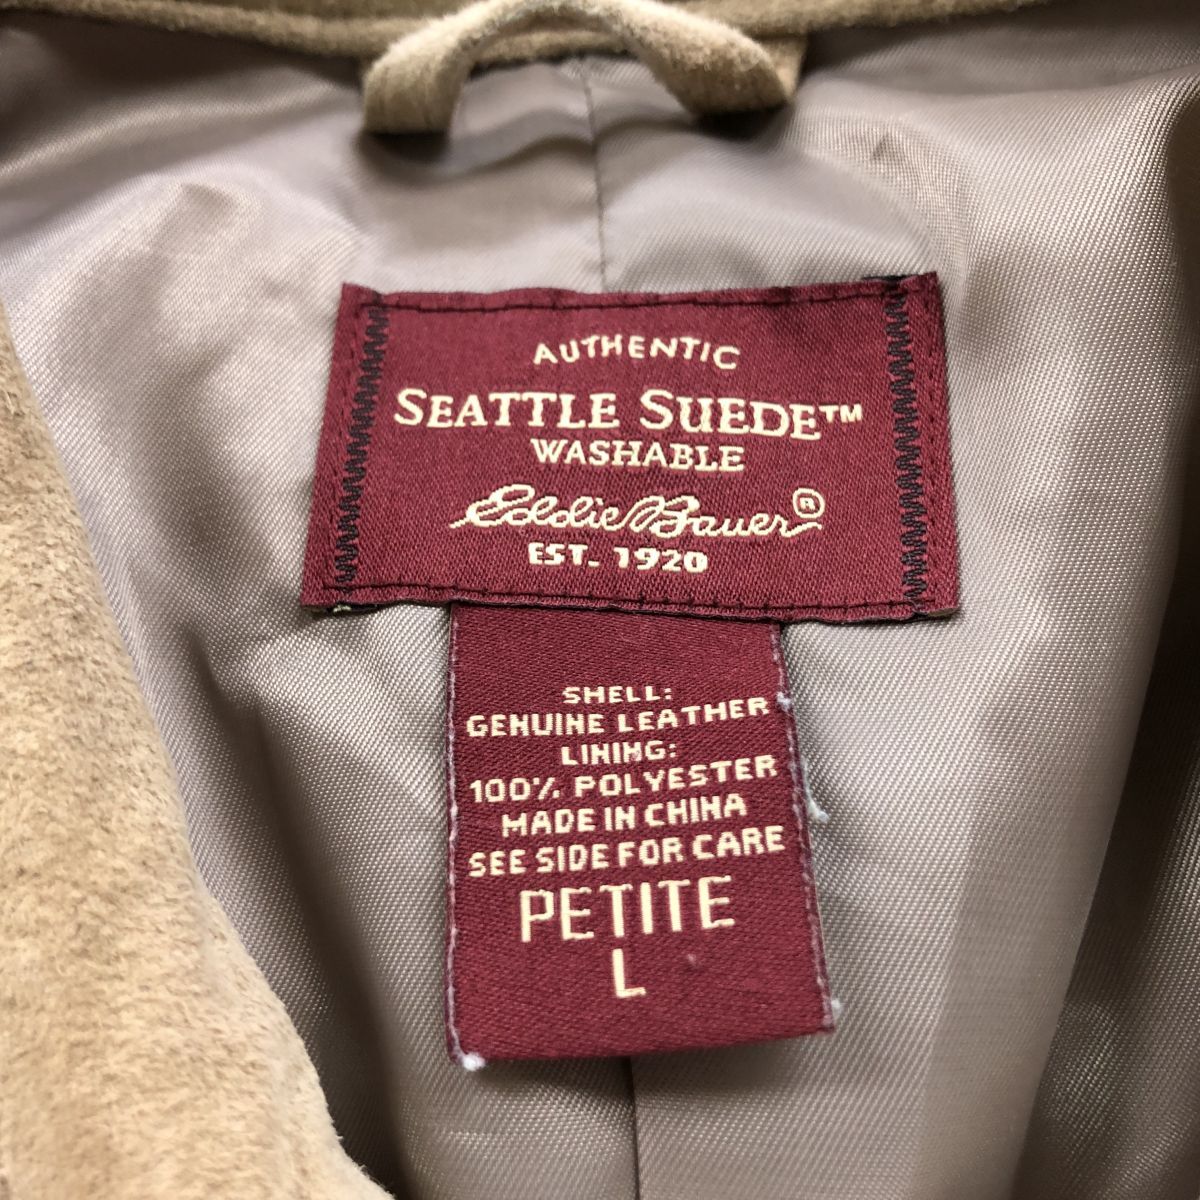 AUTHENTIC
SEATTLE SUEDE™
WASHABLE
Eddie Bauer®
EST. 1920
SHELL:
GENUINE LEATHER
LINING:
100% POLYESTER
MADE IN CHINA
SEE SIDE FOR CARE
PETITE
L